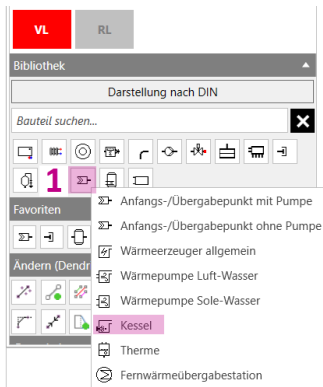 VL RL
Bibliothek
Darstellung nach DIN
Bauteil suchen...
1
Anfangs-/Übergabepunkt mit Pumpe
Favoriten
Anfangs-/Übergabepunkt ohne Pumpe
Wärmeerzeuger allgemein
Ändern (Dendr
Wärmepumpe Luft-Wasser
Wärmepumpe Sole-Wasser
Kessel
Therme
Fernwärmeübergabestation